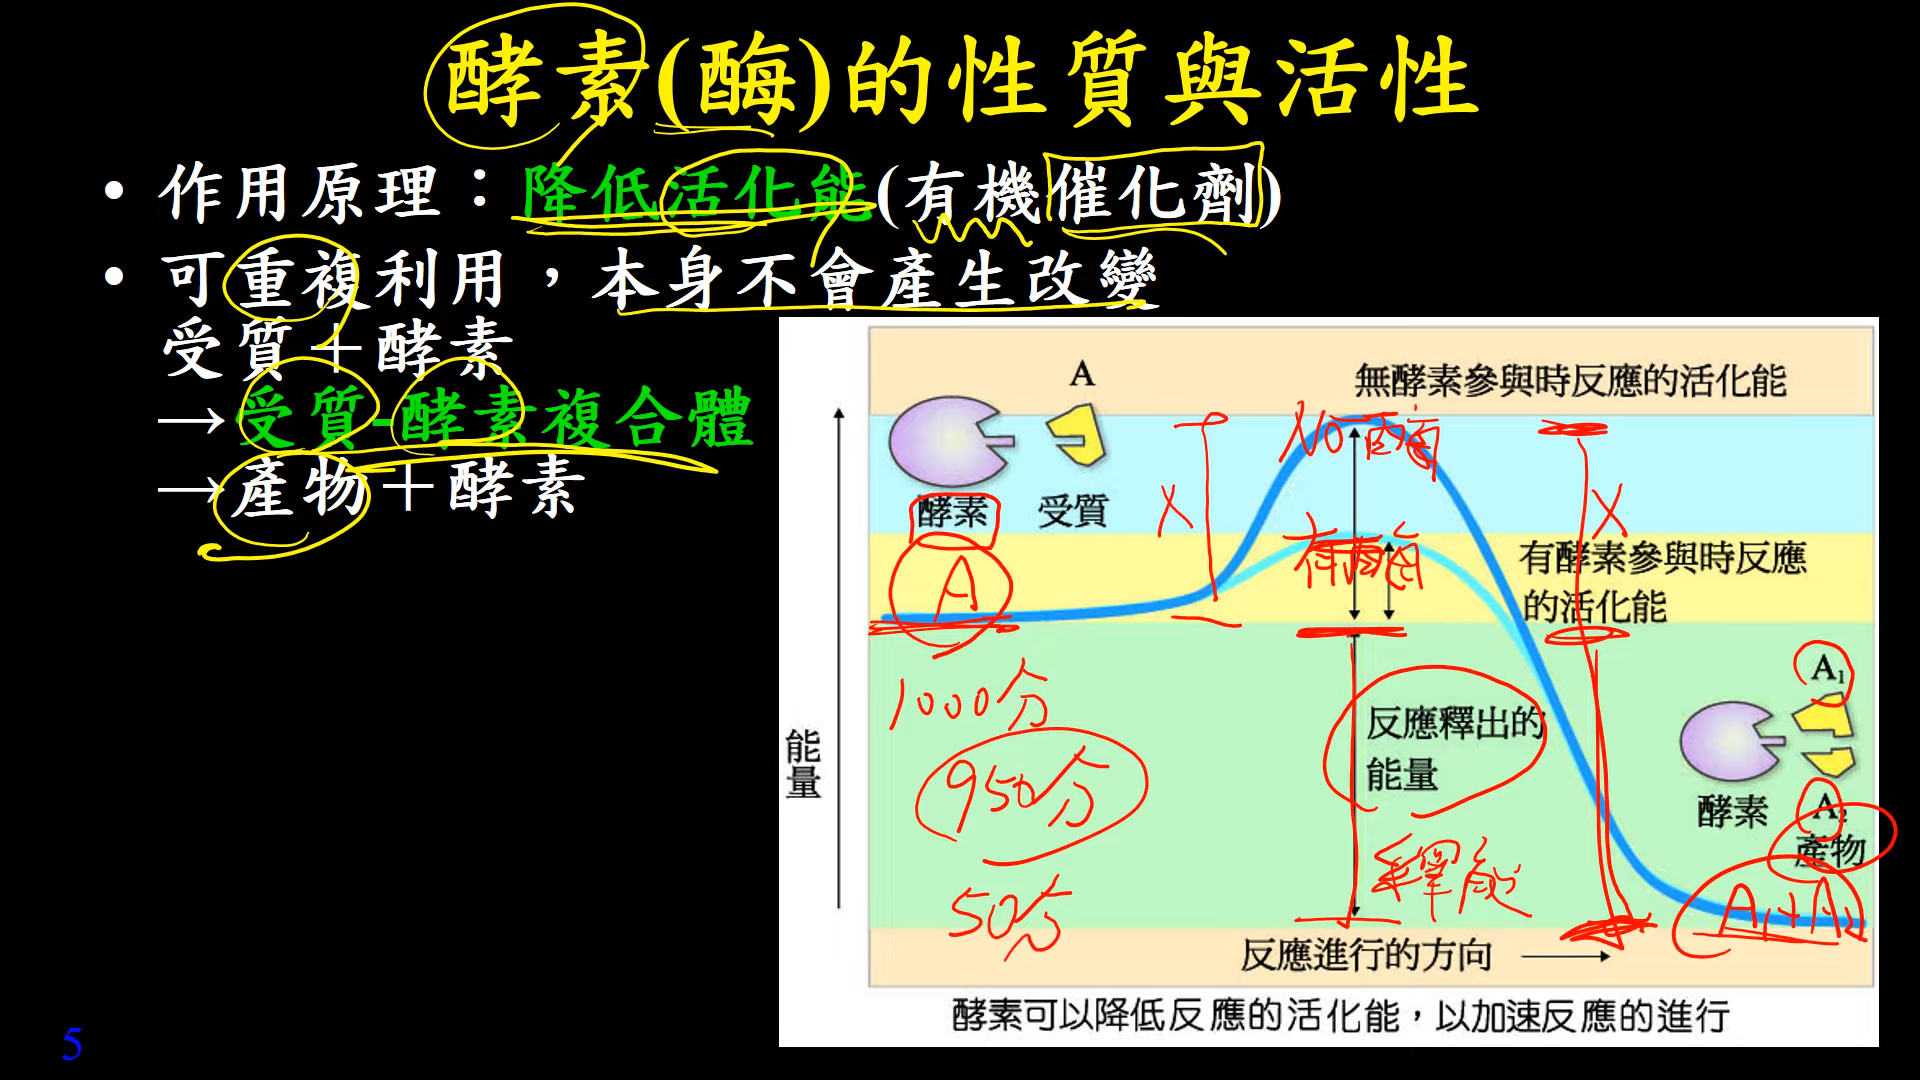 酵素(酶)的性質與活性
• 作用原理：降低活化能(有機催化劑)
• 可重複利用，本身不會產生改變
受質＋酵素
→受質-酵素複合體
→產物＋酵素
A
無酵素參與時反應的活化能
NO
酵素
受質
X
X
有酵素參與時反應
的活化能
A
1000分
950分
50分
能量
反應釋出的
能量
釋能
A1
酵素
A2
產物
A1+A2
反應進行的方向
酵素可以降低反應的活化能，以加速反應的進行
5